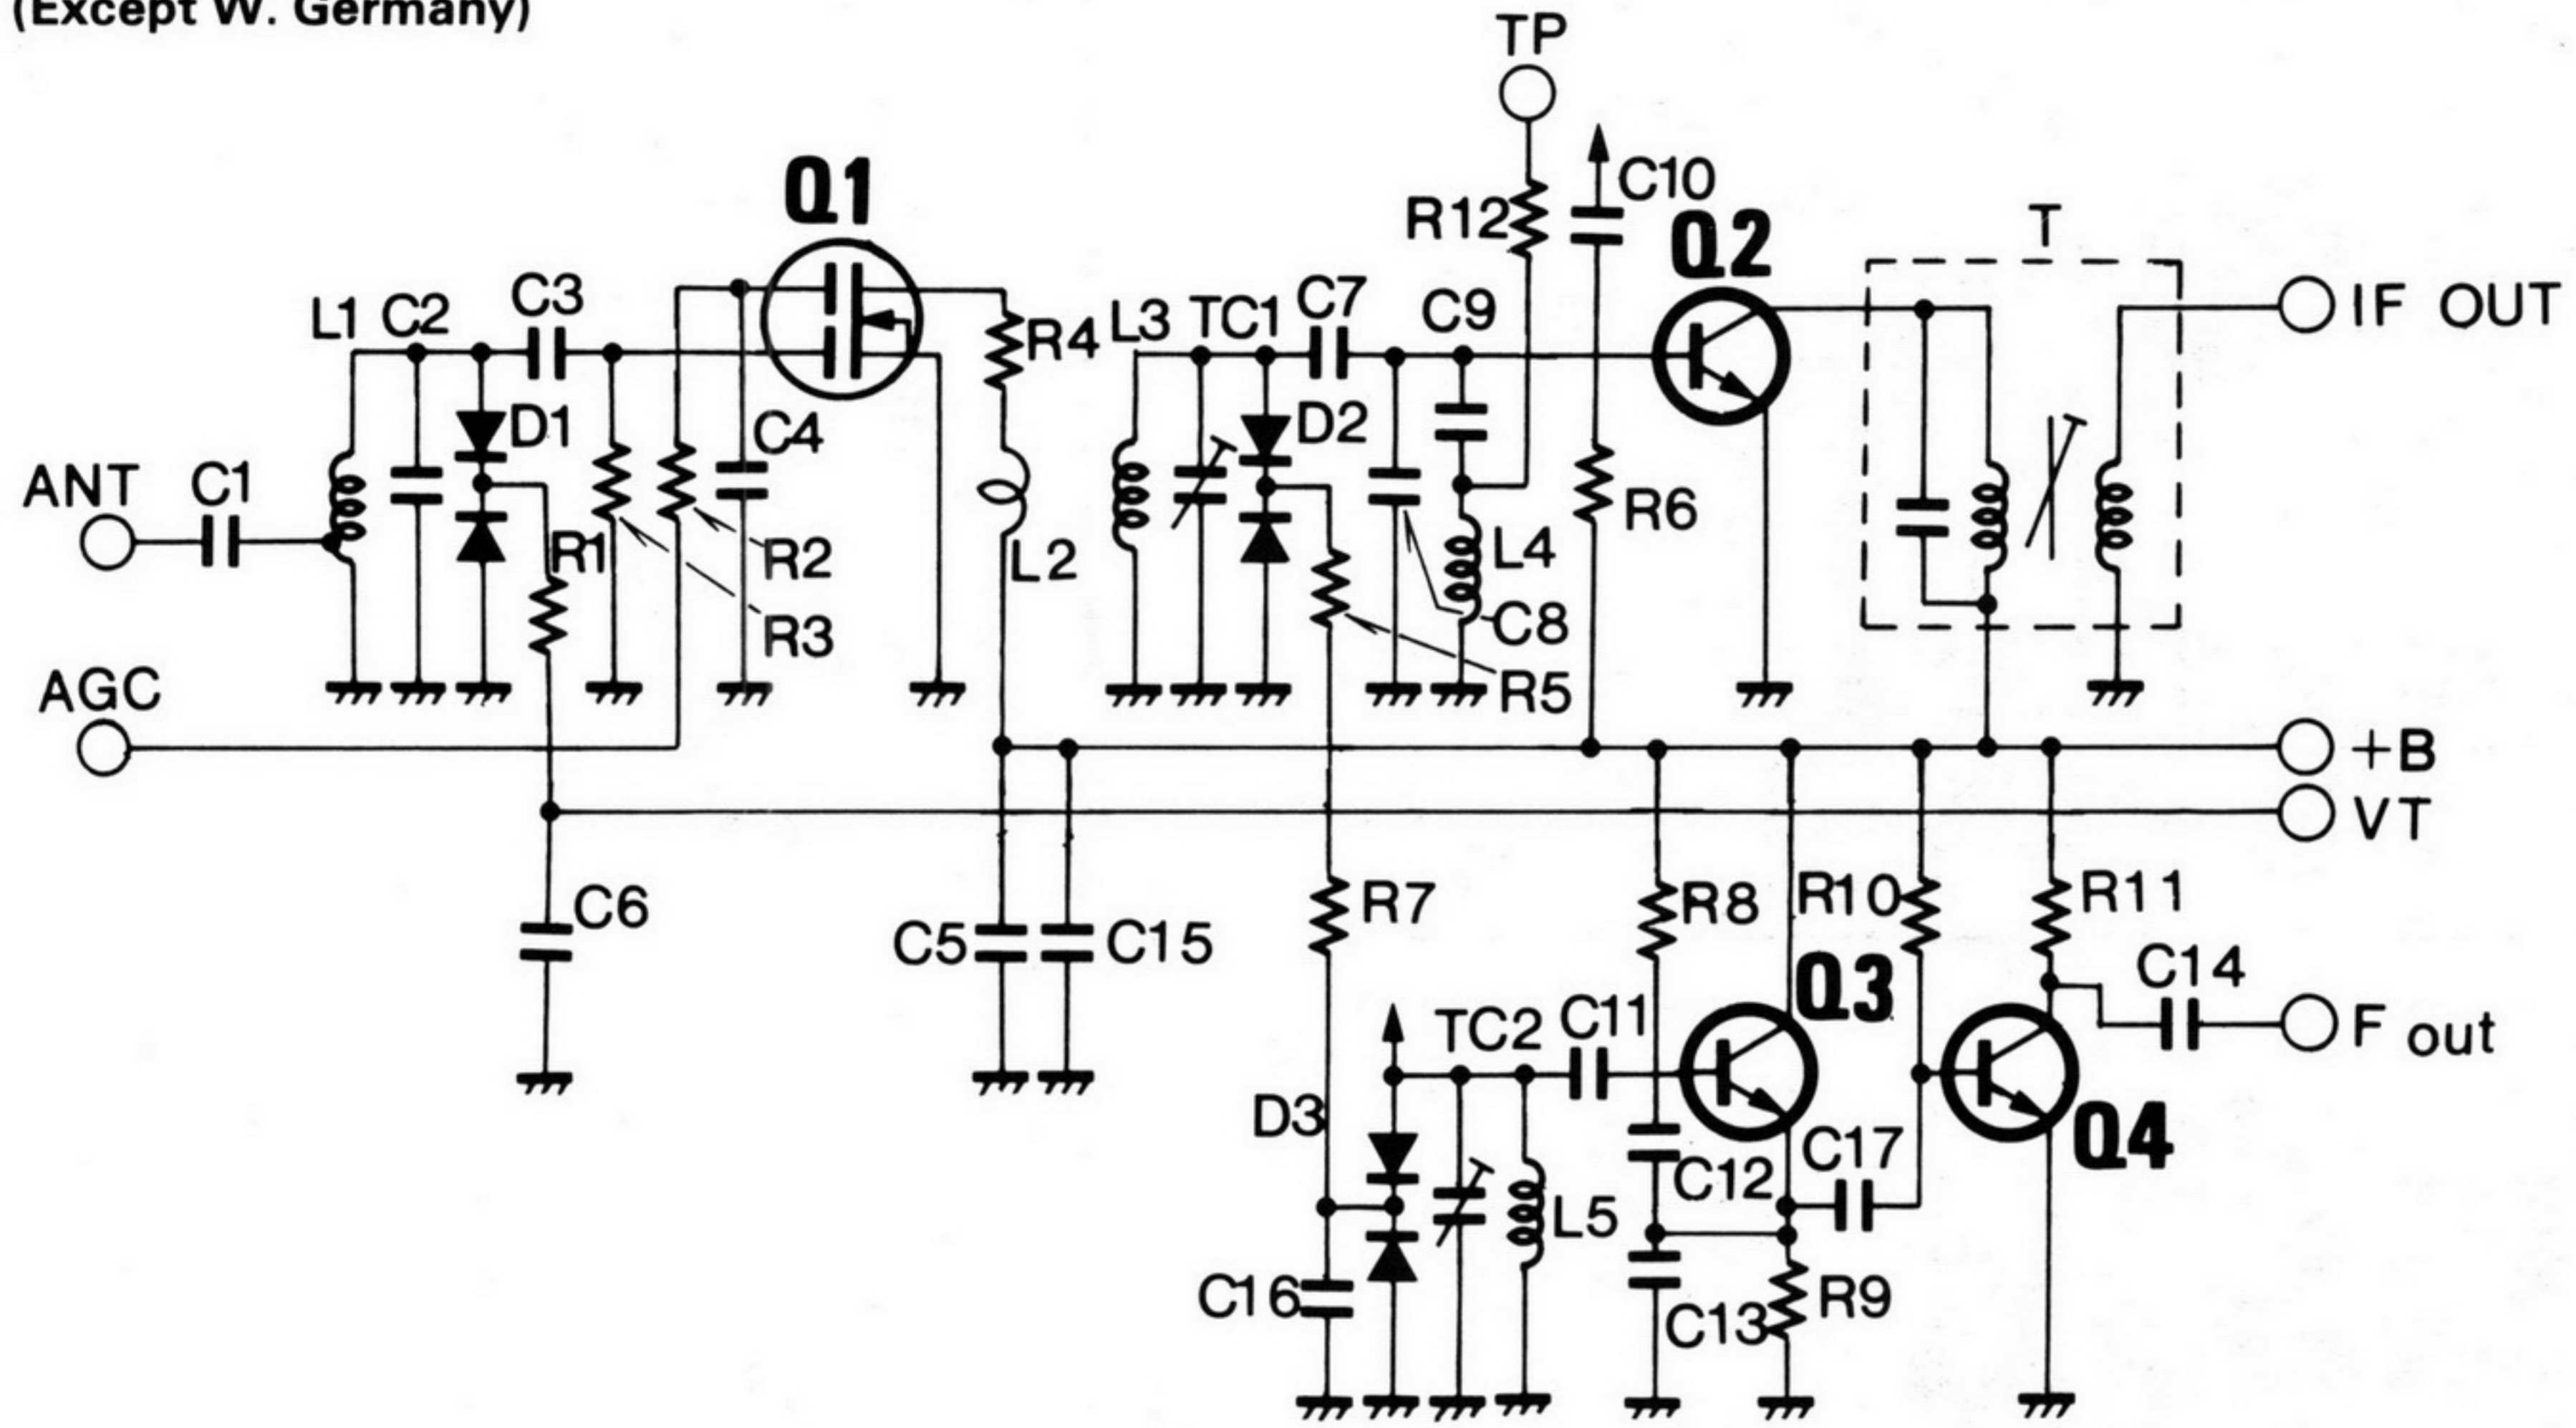 (Except W. Germany)
TP
Q1
C10
R12
Q2
T
L1 C2 C3
L3 TC1 C7 C9
IF OUT
R4
D1
C4
D2
ANT C1
R6
R1
R2
L2
L4
R3
C8
AGC
R5
+B
VT
C6
R7
R8
R10
R11
C5
C15
Q3
C14
TC2 C11
F out
D3
C17
Q4
C12
L5
C16
C13
R9